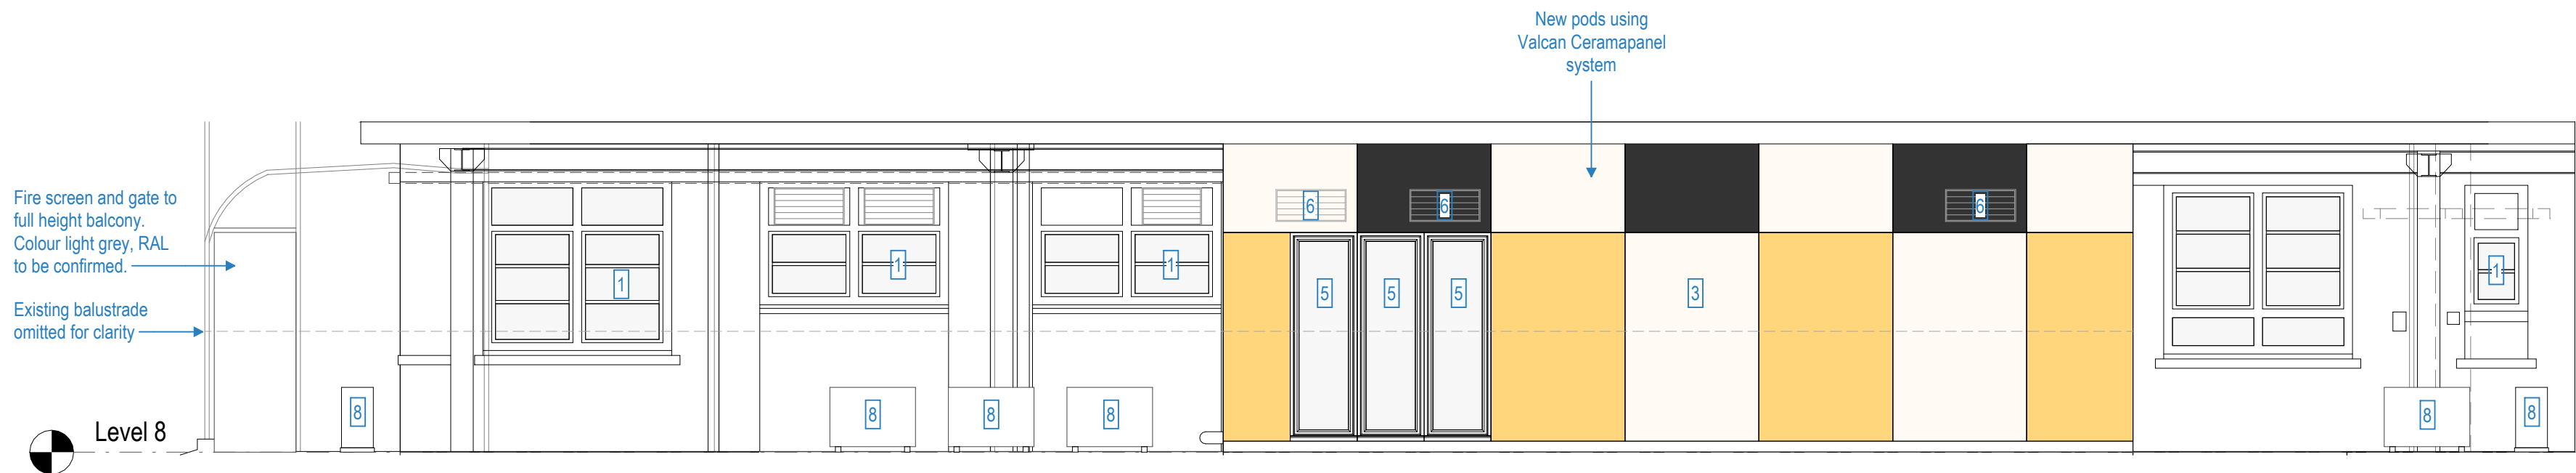 New pods using
Valcan Ceramapanel
system
Fire screen and gate to
full height balcony.
Colour light grey, RAL
to be confirmed.
Existing balustrade
omitted for clarity
6
6
6
1
1
1
1
5
5
5
3
8
8
8
8
8
8
Level 8